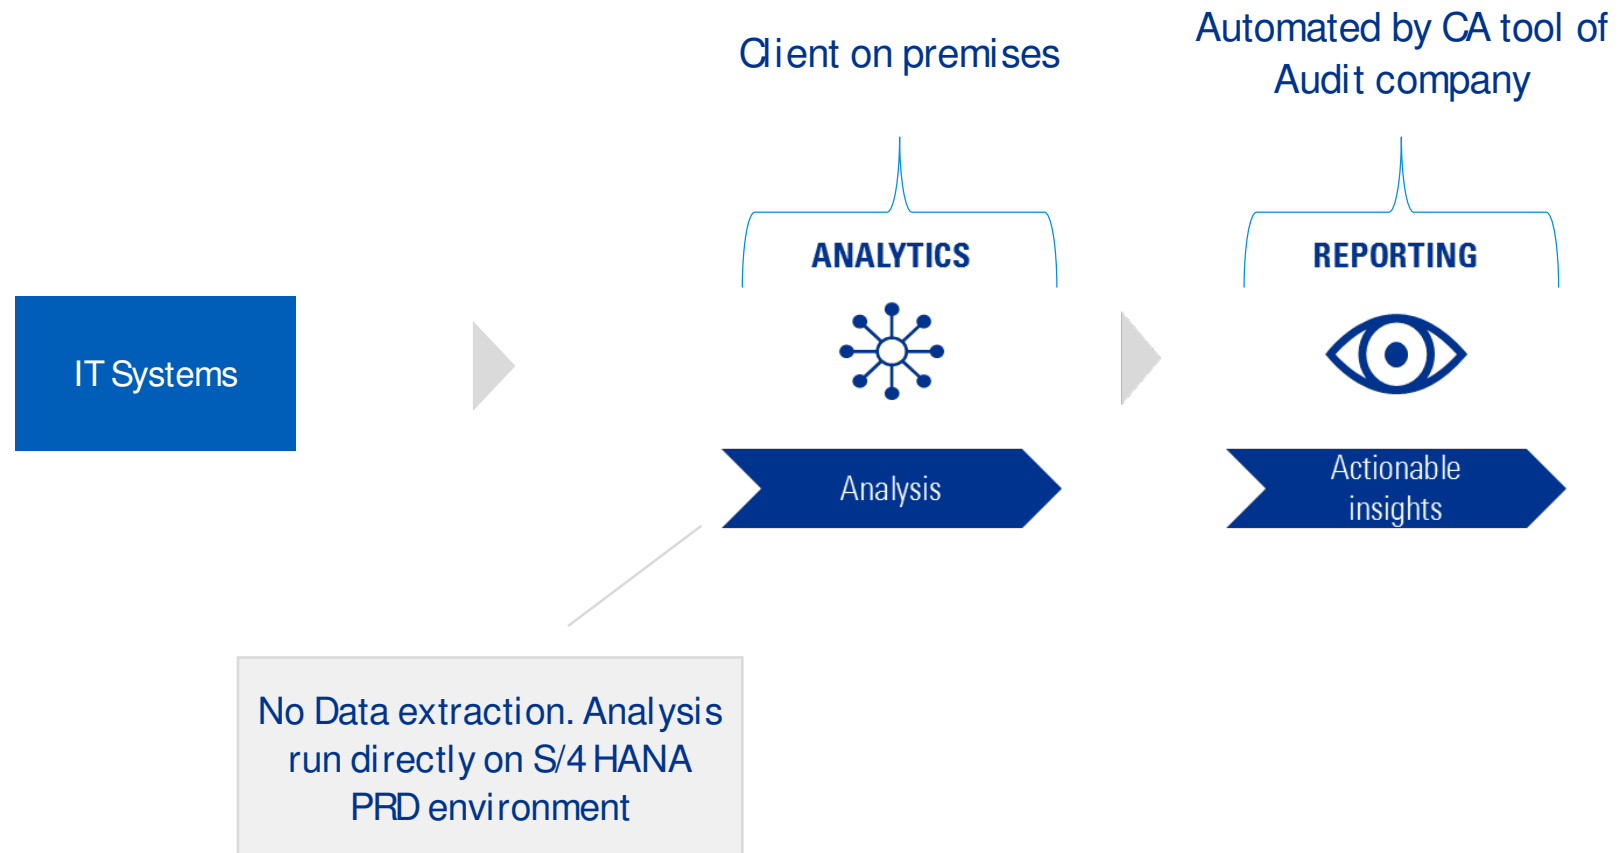 Client on premises
Automated by CA tool of
Audit company
ANALYTICS
REPORTING
IT Systems
Analysis
Actionable
insights
No Data extraction. Analysis
run directly on S/4 HANA
PRD environment